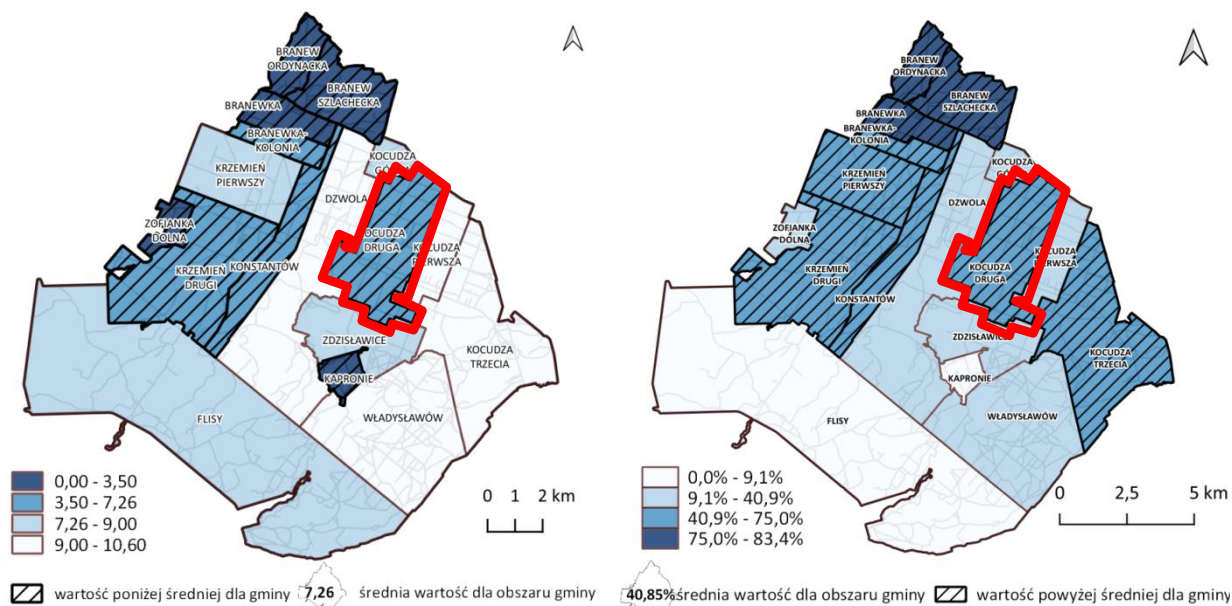 BRANEW
ORDYNACKA
BRANEW
SZLACHECKA
BRANEWKA
BRANEWKA-
KOLONIA
KRZEMIEŃ
PIERWSZY
KOCUDZA
DZWOLA
ZOFIANKA
DOLNA
OCUDZA
DRUGA
KOCUDZA
PIERWSZA
KRZEMIEŃ
DRUGI
KONSTANTÓW
ZDZISŁAWICE
KOCUDZA
TRZECIA
KAPRONIE
FLISY
WŁADYSŁAWÓW
0,00 - 3,50
3,50 - 7,26
7,26 - 9,00
9,00 - 10,60
0 1 2 km
wartość poniżej średniej dla gminy
7,26
średnia wartość dla obszaru gminy
BRANEW
ORDYNACKA
BRANEW
SZLACHECKA
BRANEWKA
BRANEWKA-
KOLONIA
KRZEMIEŃ
PIERWSZY
KOCUDZA
GÓRNA
DZWOLA
ZOFIANKA
DOLNA
KOCUDZA
DRUGA
KOCUDZA
PIERWSZA
KRZEMIEŃ
DRUGI
KONSTANTÓW
ZDZISŁAWICE
KOCUDZA
TRZECIA
KAPRONIE
FLISY
WŁADYSŁAWÓW
0,0% - 9,1%
9,1% - 40,9%
40,9% - 75,0%
75,0% - 83,4%
0 2,5 5 km
40,85%
średnia wartość dla obszaru gminy
wartość powyżej średniej dla gminy